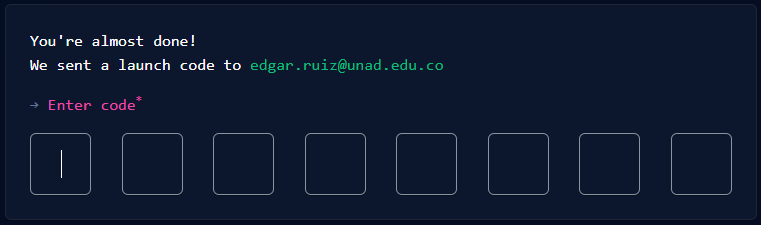 You're almost done!
We sent a launch code to edgar.ruiz@unad.edu.co
→ Enter code*